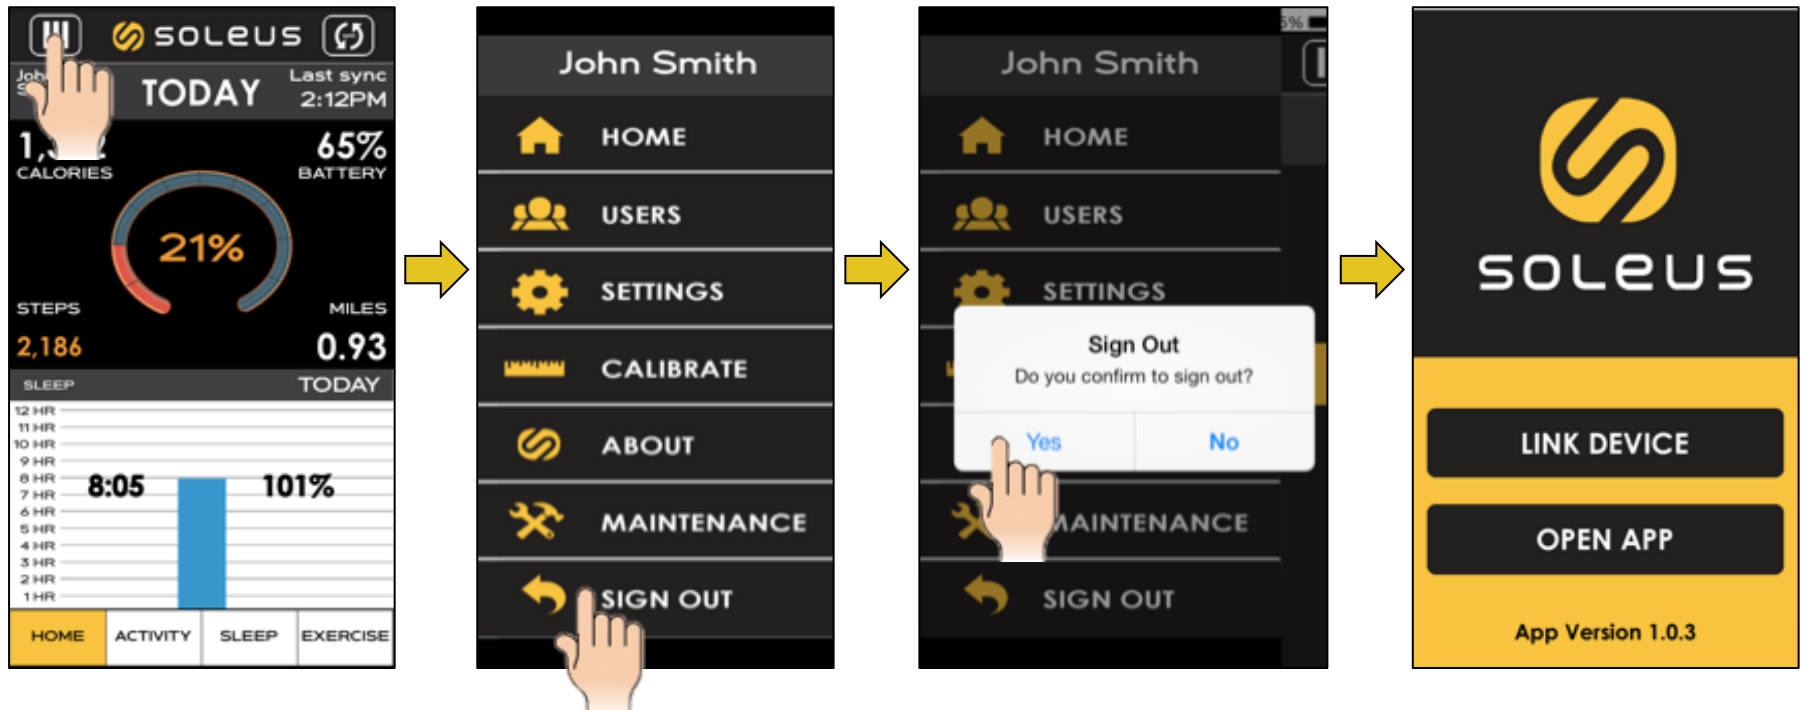 SOLEUS
TODAY
Last sync
2:12PM
65%
CALORIES
BATTERY
21%
STEPS
MILES
2,186
0.93
SLEEP
TODAY
12 HR
11 HR
10 HR
9 HR
8 HR
7 HR
6 HR
5 HR
4 HR
3 HR
2 HR
1 HR
8:05
101%
HOME
ACTIVITY
SLEEP
EXERCISE
John Smith
HOME
USERS
SETTINGS
CALIBRATE
ABOUT
MAINTENANCE
SIGN OUT
John Smith
HOME
USERS
SETTINGS
Sign Out
Do you confirm to sign out?
Yes
No
MAINTENANCE
SIGN OUT
SOLEUS
LINK DEVICE
OPEN APP
App Version 1.0.3